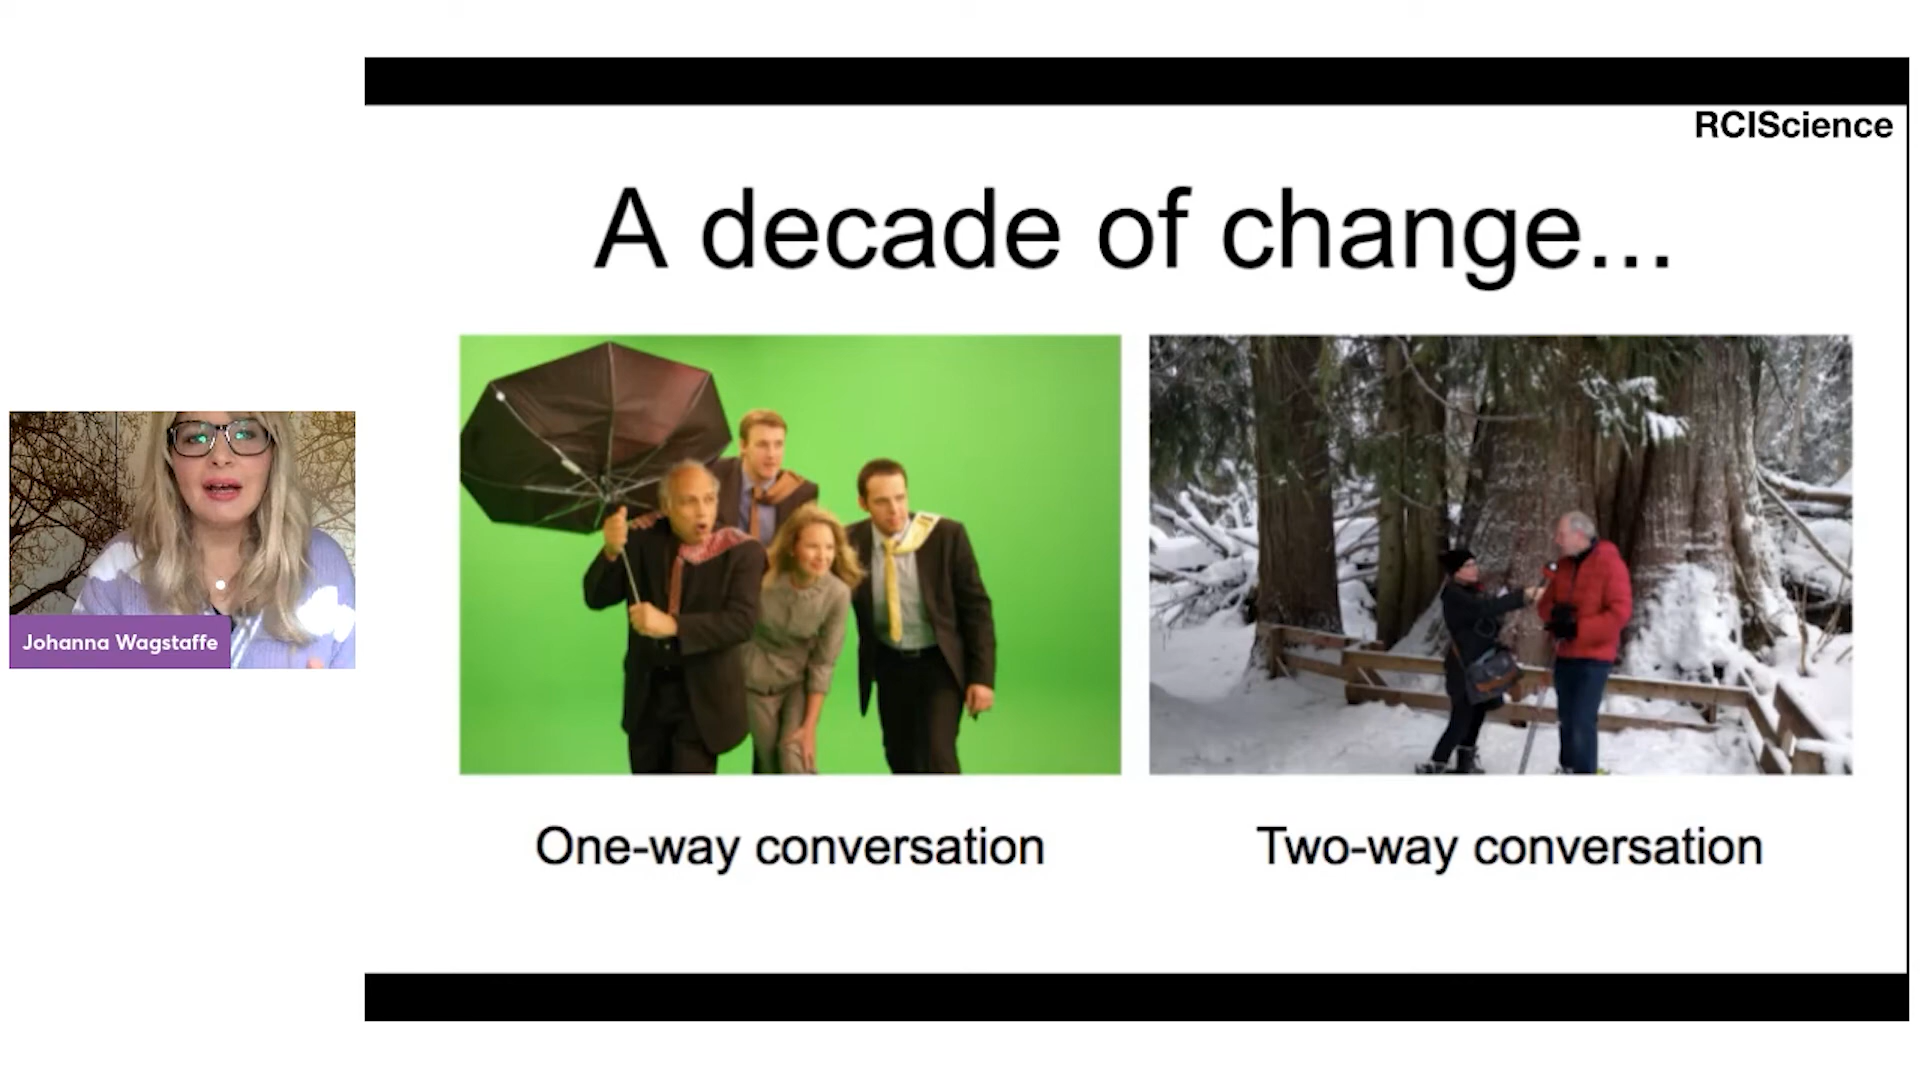 RCIScience
A decade of change...
Johanna Wagstaffe
One-way conversation
Two-way conversation